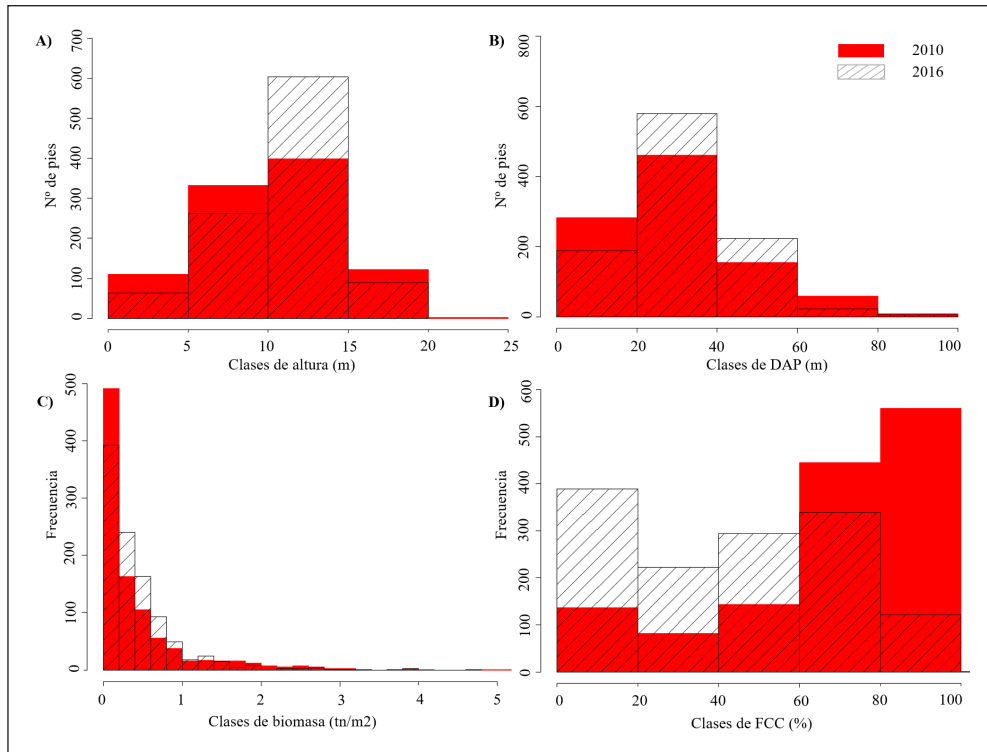 A)
700
600
500
400
300
200
100
0
Nº de pies
0 5 10 15 20 25
Clases de altura (m)
B)
800
600
400
200
0
Nº de pies
0 20 40 60 80 100
Clases de DAP (m)
2010
2016
C)
500
400
300
200
100
0
Frecuencia
0 1 2 3 4 5
Clases de biomasa (tn/m2)
D)
600
500
400
300
200
100
0
Frecuencia
0 20 40 60 80 100
Clases de FCC (%)